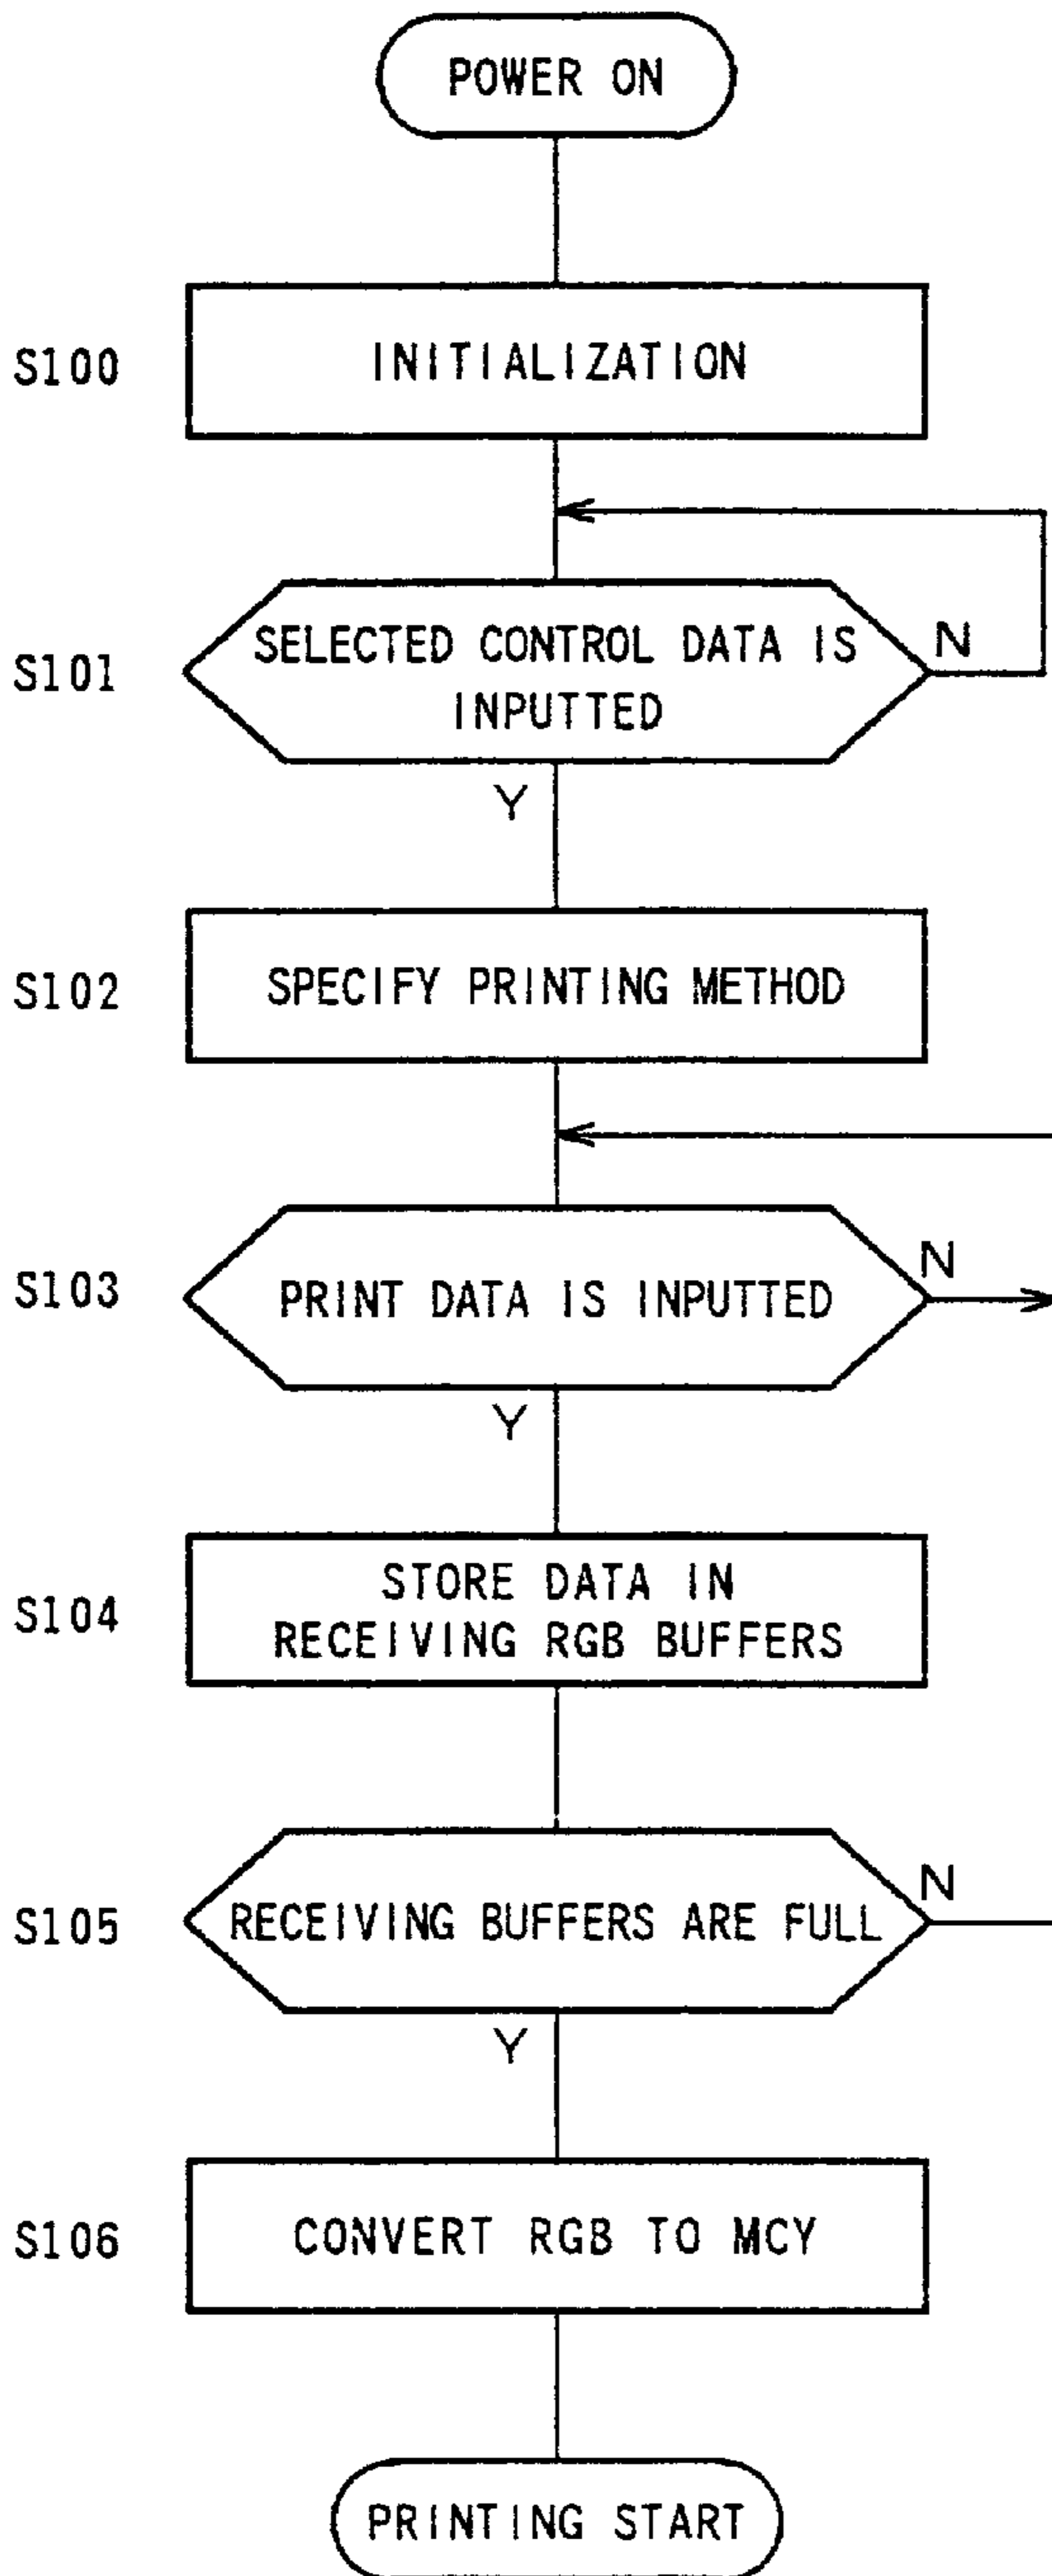 POWER ON
S100
INITIALIZATION
S101
SELECTED CONTROL DATA IS
INPUTTED
N
Y
S102
SPECIFY PRINTING METHOD
S103
PRINT DATA IS INPUTTED
N
Y
S104
STORE DATA IN
RECEIVING RGB BUFFERS
S105
RECEIVING BUFFERS ARE FULL
N
Y
S106
CONVERT RGB TO MCY
PRINTING START